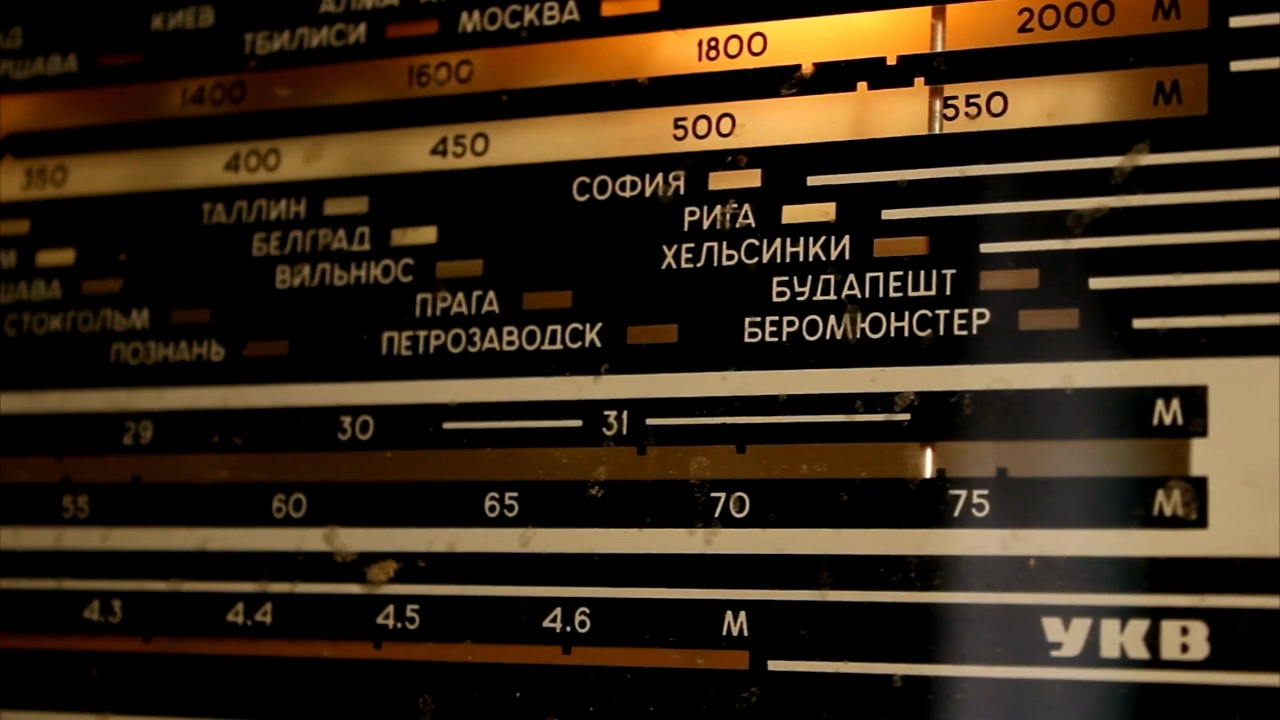 КИЕВ
ТБИЛИСИ МОСКВА
1400 1600 1800 2000 М
350 400 450 500 550 М
СОФИЯ
ТАЛЛИН РИГА
БЕЛГРАД ХЕЛЬСИНКИ
ВИЛЬНЮС БУДАПЕШТ
ПРАГА
СТОКГОЛЬМ ПЕТРОЗАВОДСК БЕРОМЮНСТЕР
ПОЗНАНЬ
29 30 31 М
55 60 65 70 75 М
4.3 4.4 4.5 4.6 М
УКВ